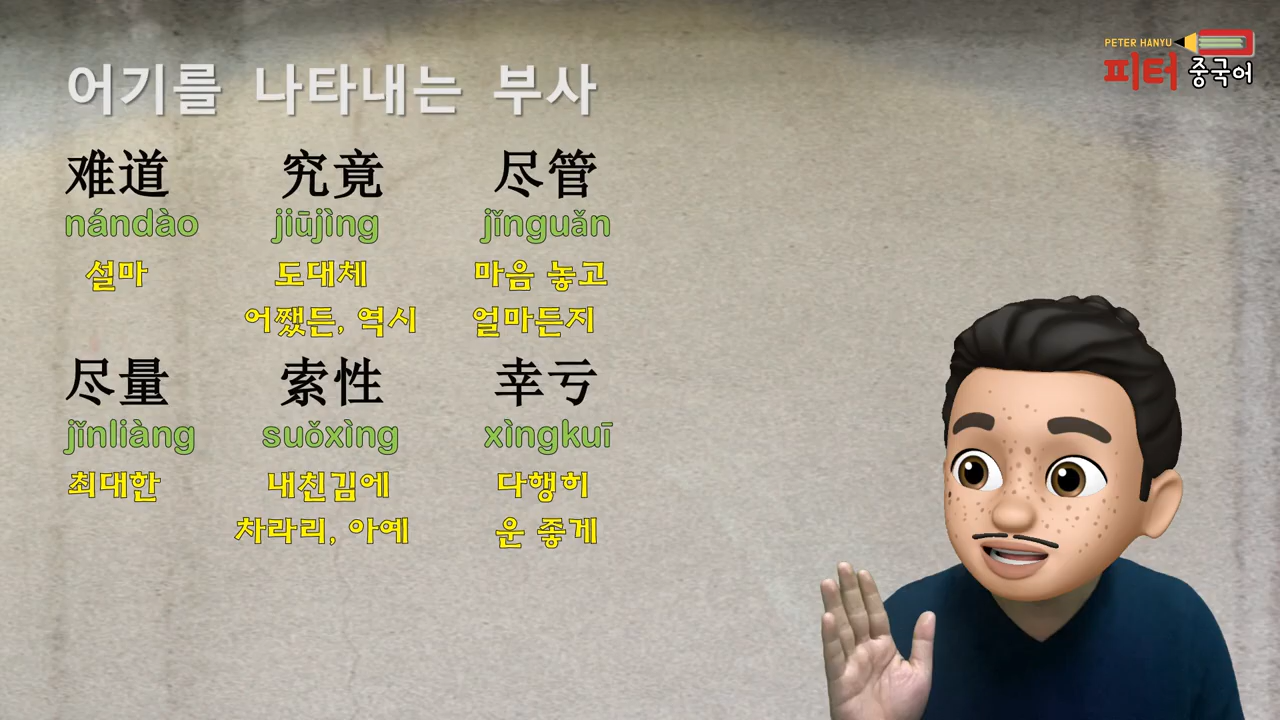 어기를 나타내는 부사
PETER HANYU
피터 중국어
难道 究竟 尽管
nándào jiūjìng jǐnguǎn
설마 도대체 마음 놓고
어쨌든, 역시 얼마든지
尽量 索性 幸亏
jǐnliàng suǒxìng xìngkuī
최대한 내친김에 다행히
차라리, 아예 운 좋게